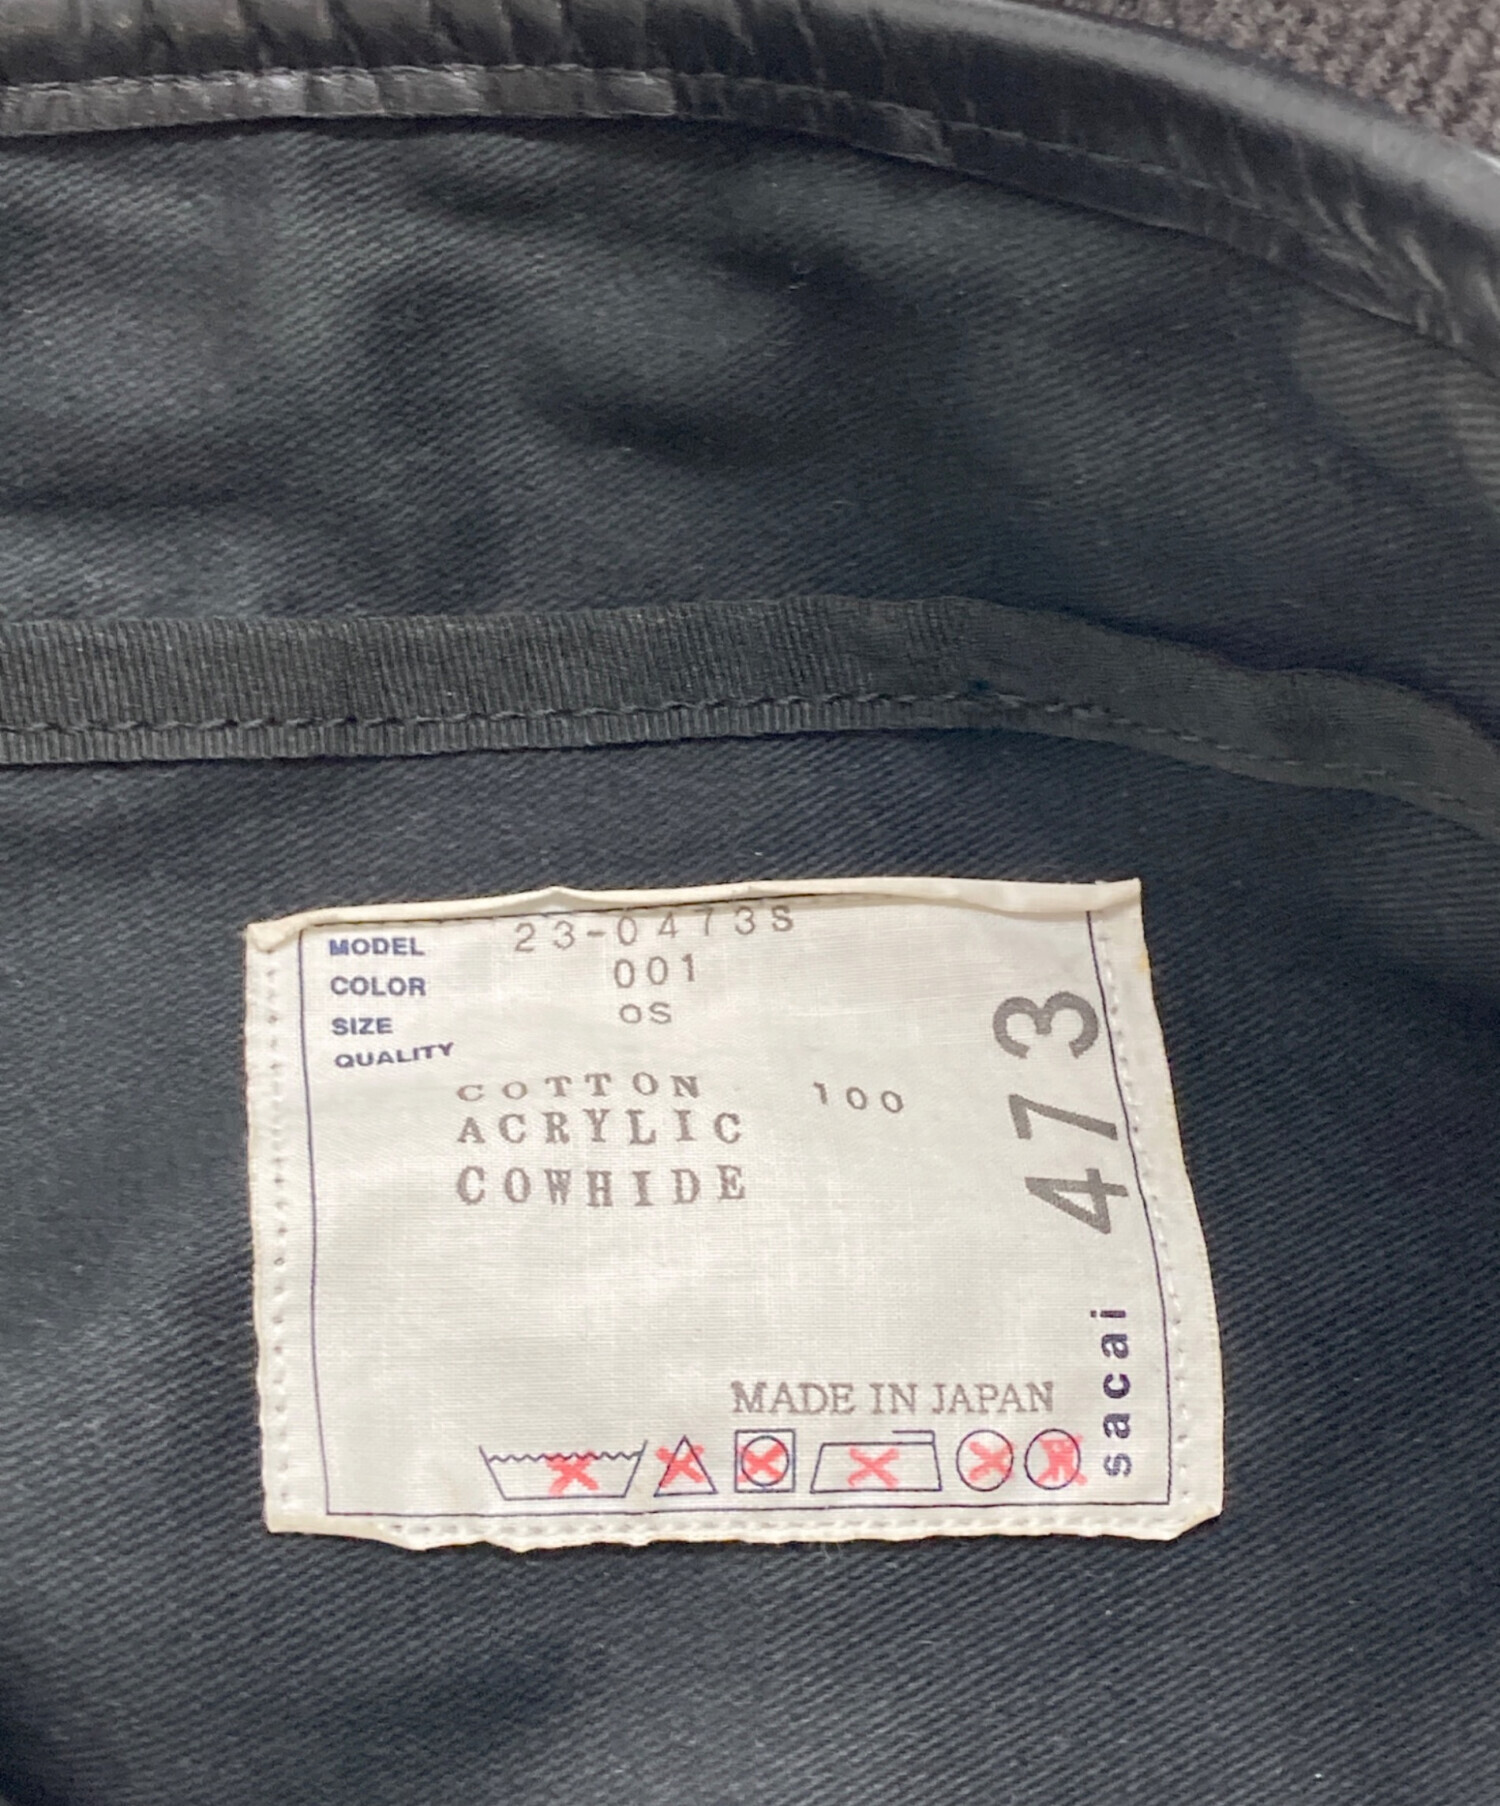 MODEL 23-0473S
COLOR 001
SIZE OS
QUALITY
COTTON 100
ACRYLIC
COWHIDE
MADE IN JAPAN
sacai 473